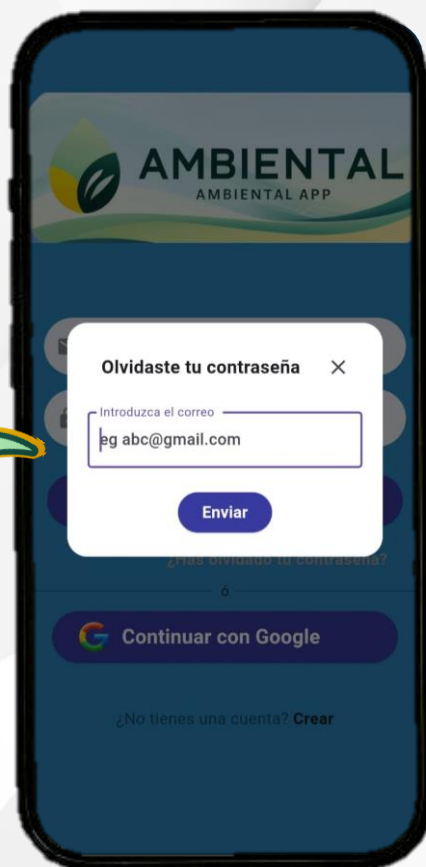 AMBIENTAL
AMBIENTAL APP
Olvidaste tu contraseña
Introduzca el correo
eg abc@gmail.com
Enviar
¿Has olvidado tu contraseña?
ó
Continuar con Google
¿No tienes una cuenta? Crear